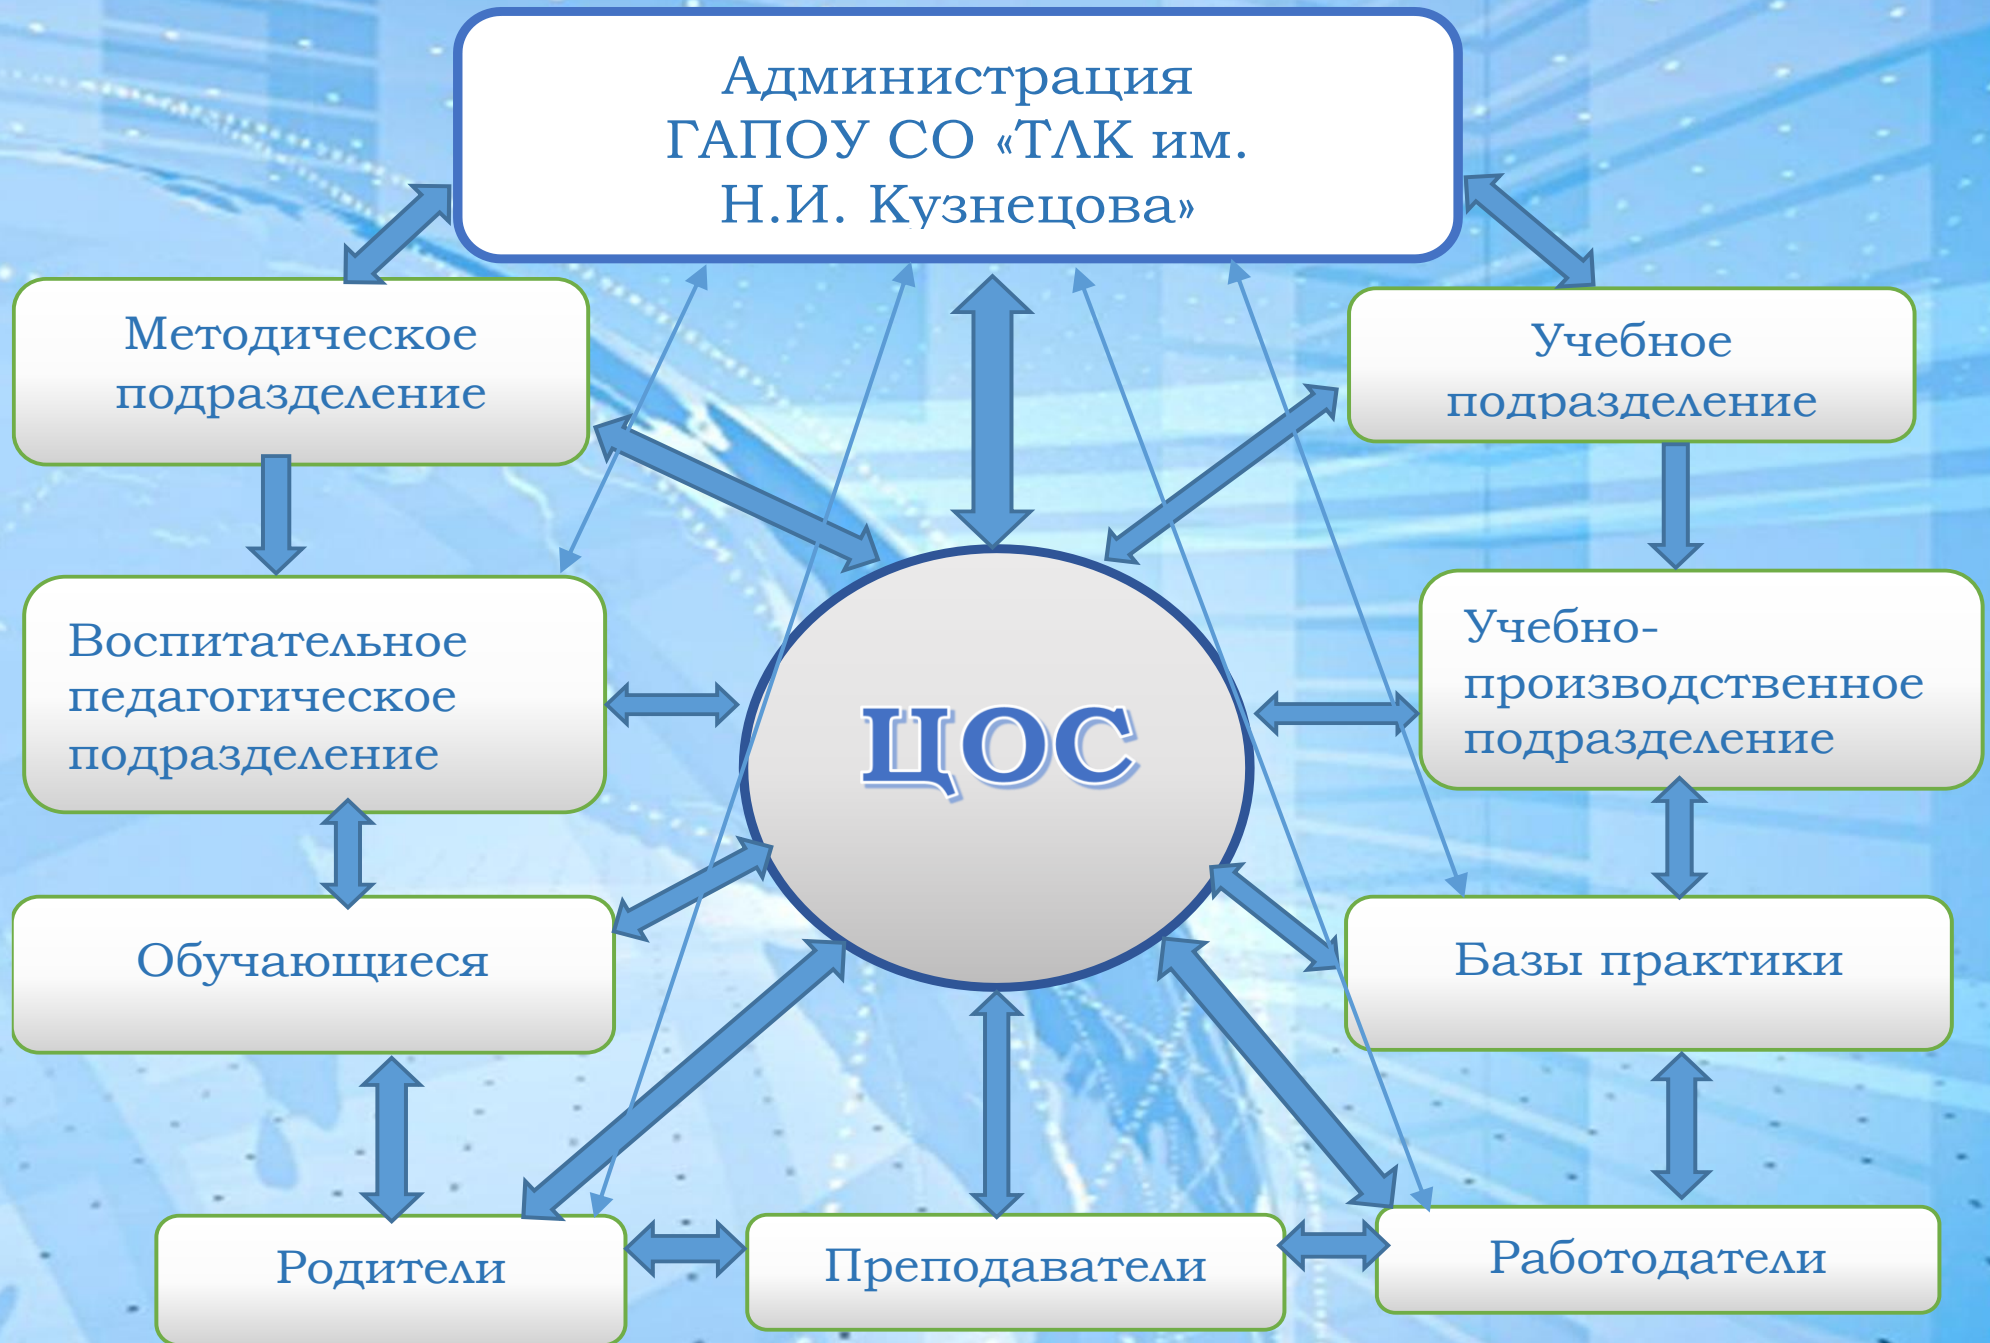 Администрация
ГАПОУ СО «ТЛК им.
Н.И. Кузнецова»
Методическое
подразделение
Учебное
подразделение
Воспитательное
педагогическое
подразделение
ЦОС
Учебно-
производственное
подразделение
Обучающиеся
Базы практики
Родители
Преподаватели
Работодатели